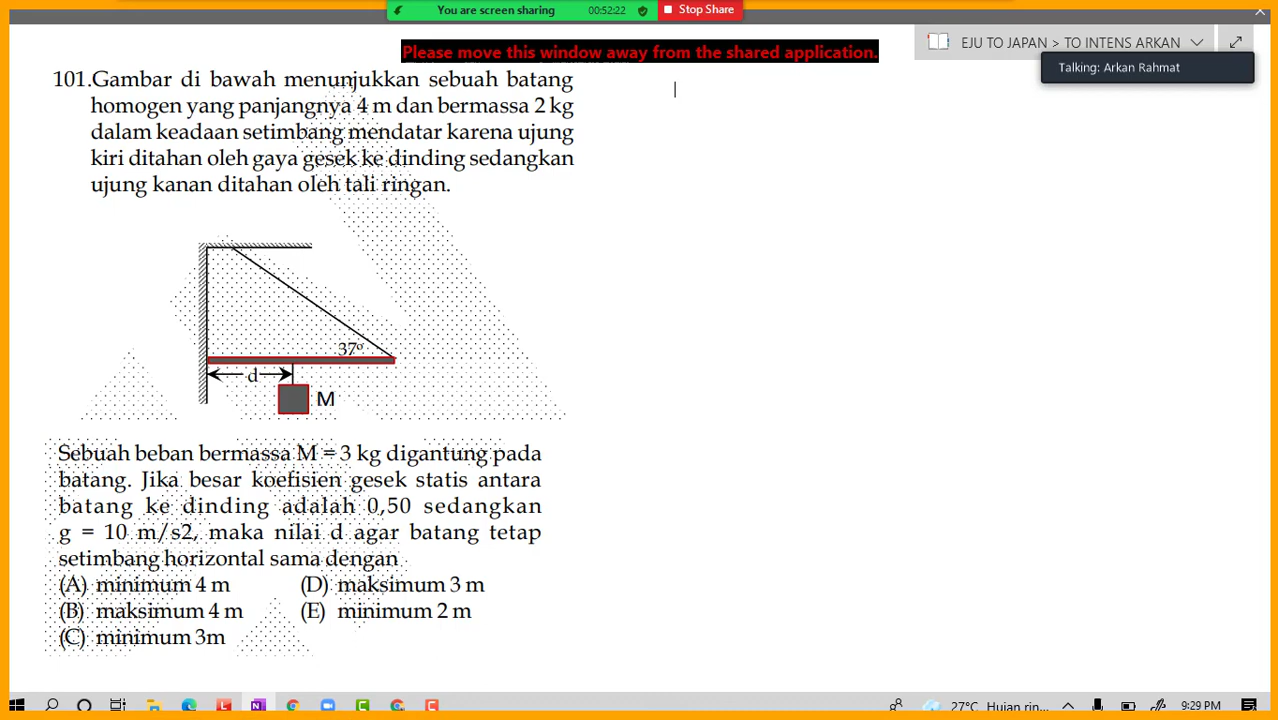 You are screen sharing 00:52:22 Stop Share
Please move this window away from the shared application.
EJU TO JAPAN > TO INTENS ARKAN
Talking: Arkan Rahmat
101.Gambar di bawah menunjukkan sebuah batang
homogen yang panjangnya 4 m dan bermassa 2 kg
dalam keadaan setimbang mendatar karena ujung
kiri ditahan oleh gaya gesek ke dinding sedangkan
ujung kanan ditahan oleh tali ringan.
37º
d
M
Sebuah beban bermassa M = 3 kg digantung pada
batang. Jika besar koefisien gesek statis antara
batang ke dinding adalah 0,50 sedangkan
g = 10 m/s2, maka nilai d agar batang tetap
setimbang horizontal sama dengan
(A) minimum 4 m (D) maksimum 3 m
(B) maksimum 4 m (E) minimum 2 m
(C) minimum 3m
27°C Hujan rin... 9:29 PM